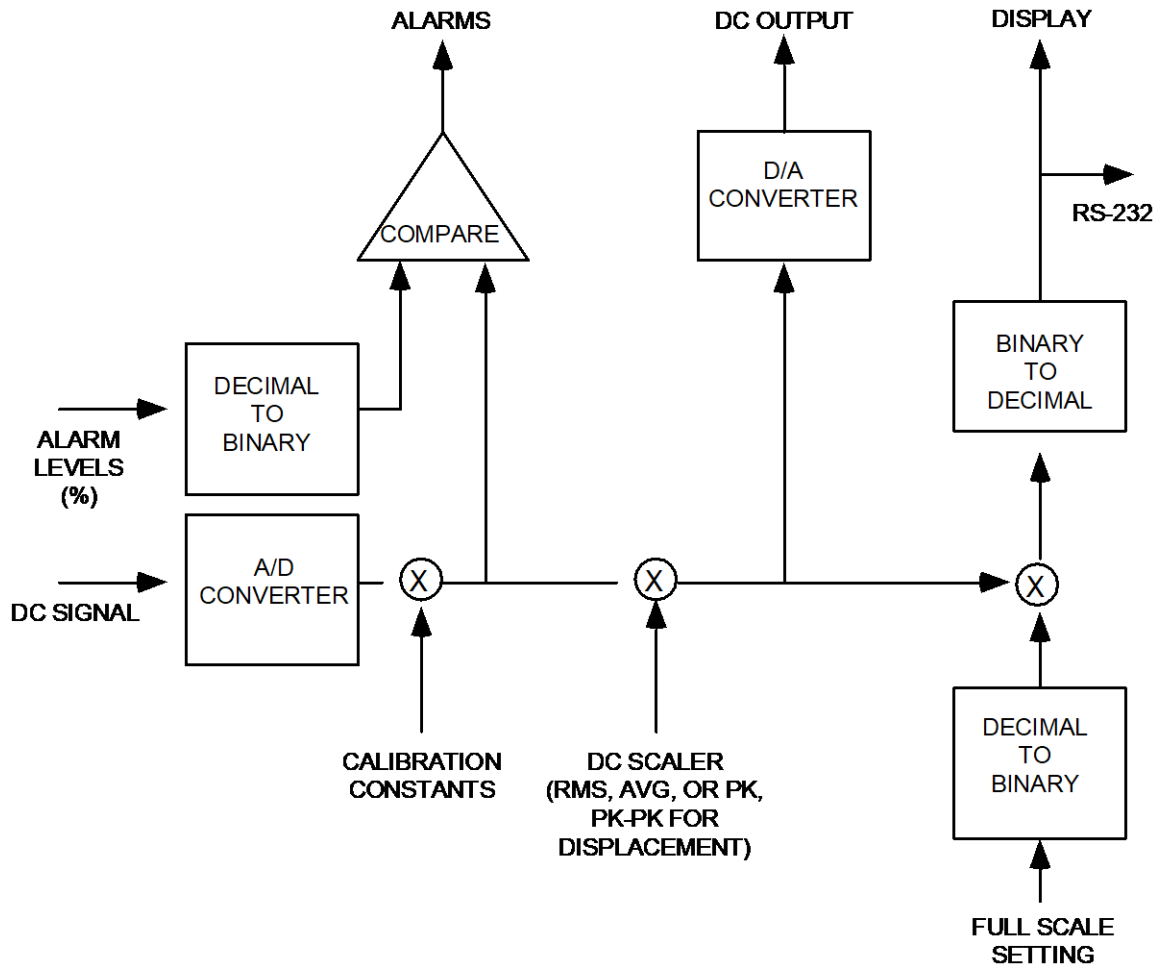 ALARMS
DC OUTPUT
DISPLAY
D/A
CONVERTER
RS-232
COMPARE
DECIMAL
TO
BINARY
BINARY
TO
DECIMAL
ALARM
LEVELS
(%)
A/D
CONVERTER
X
X
X
DC SIGNAL
DECIMAL
TO
BINARY
CALIBRATION
CONSTANTS
DC SCALER
(RMS, AVG, OR PK,
PK-PK FOR
DISPLACEMENT)
FULL SCALE
SETTING